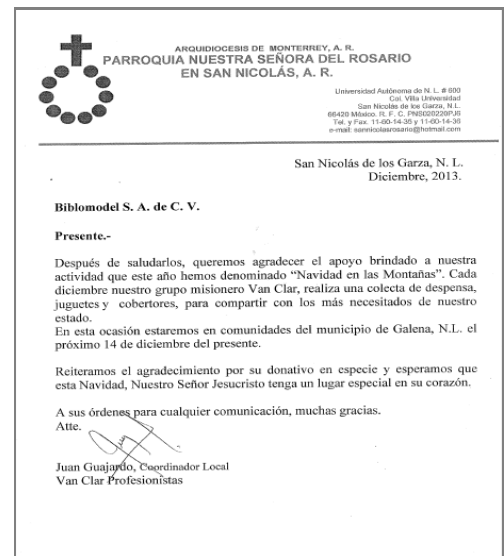 ARQUIDIOCESIS DE MONTERREY, A. R.
PARROQUIA NUESTRA SEÑORA DEL ROSARIO
EN SAN NICOLÁS, A. R.
Universidad Autónoma de N. L. # 600
Col. Villa Universidad
San Nicolás de los Garza, N.L.
66420 México. R. F. C. PNS020220PJ6
Tel. y Fax. 11-60-14-35 y 11-60-14-36
e-mail: sannicolasrosario@hotmail.com
San Nicolás de los Garza, N. L.
Diciembre, 2013.
Biblomodel S. A. de C. V.
Presente.-
Después de saludarlos, queremos agradecer el apoyo brindado a nuestra
actividad que este año hemos denominado “Navidad en las Montañas”. Cada
diciembre nuestro grupo misionero Van Clar, realiza una colecta de despensa,
juguetes y cobertores, para compartir con los más necesitados de nuestro
estado.
En esta ocasión estaremos en comunidades del municipio de Galena, N.L. el
próximo 14 de diciembre del presente.
Reiteramos el agradecimiento por su donativo en especie y esperamos que
esta Navidad, Nuestro Señor Jesucristo tenga un lugar especial en su corazón.
A sus órdenes para cualquier comunicación, muchas gracias.
Atte.
Juan Guajardo, Coordinador Local
Van Clar Profesionistas